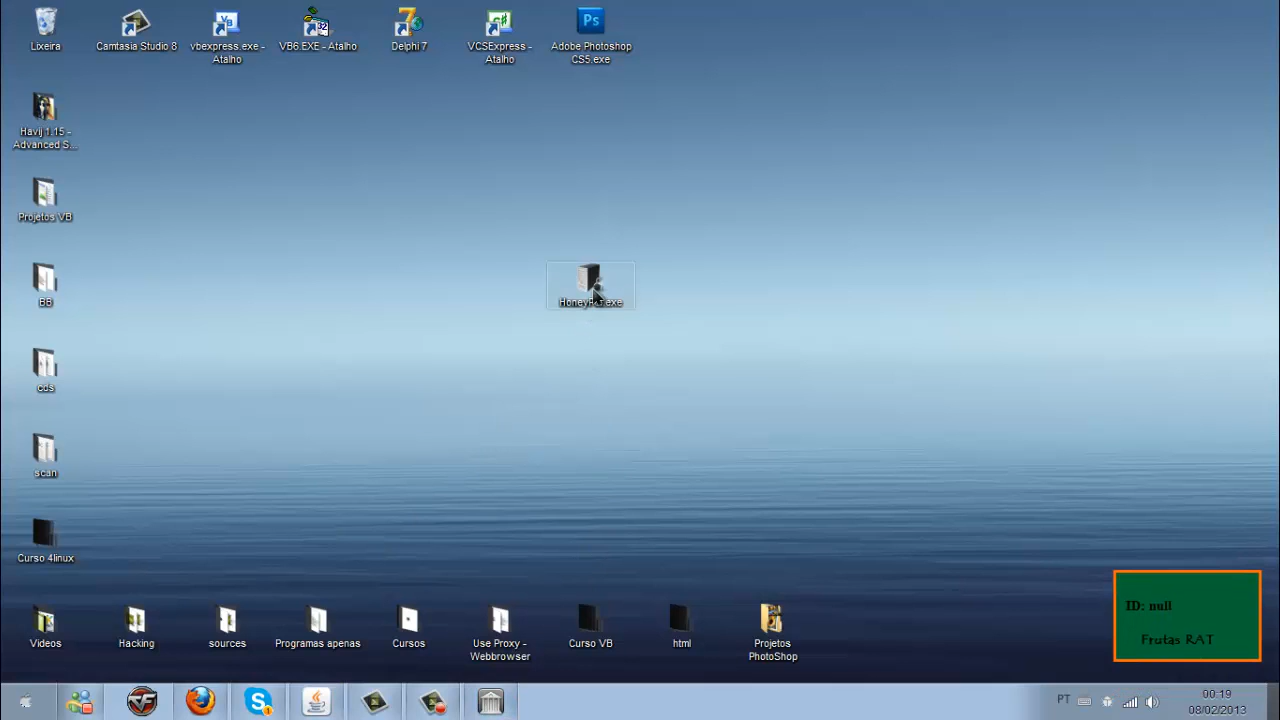 Lixeira
Camtasia Studio 8
vbexpress.exe -
Atalho
VB6.EXE - Atalho
Delphi 7
VCSExpress -
Atalho
Adobe Photoshop
CS5.exe
Havij 1.15 -
Advanced S...
Projetos VB
BB
cds
scan
Curso 4linux
Videos
Hacking
sources
Programas apenas
Cursos
Use Proxy -
Webbrowser
Curso VB
html
Projetos
PhotoShop
ID: null
Frutas RAT
PT
00:19
08/02/2013